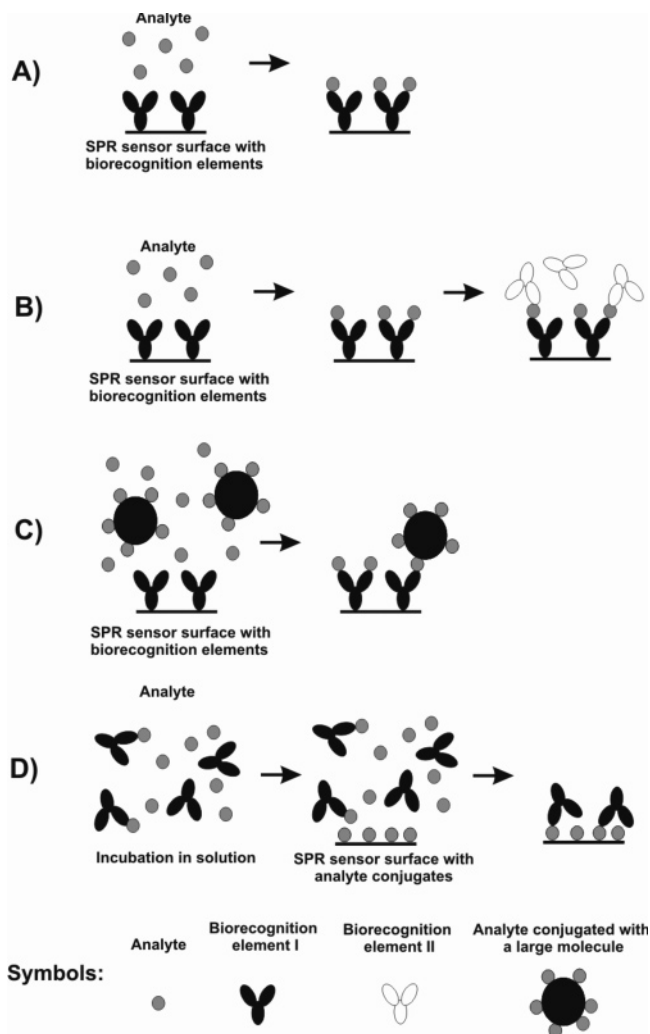 Analyte
A)
SPR sensor surface with
biorecognition elements
Analyte
B)
SPR sensor surface with
biorecognition elements
C)
SPR sensor surface with
biorecognition elements
Analyte
D)
Incubation in solution
SPR sensor surface with
analyte conjugates
Symbols:
Analyte
Biorecognition
element I
Biorecognition
element II
Analyte conjugated with
a large molecule